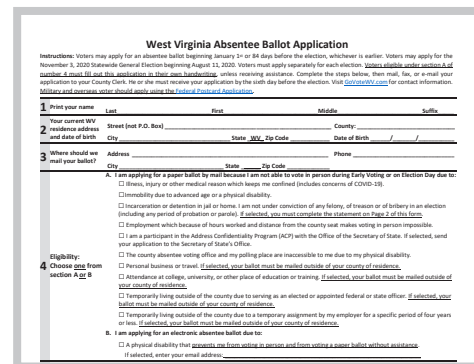 West Virginia Absentee Ballot Application
Instructions: Voters may apply for an absentee ballot beginning January 1st or 84 days before the election, whichever is earlier. Voters may apply for the
November 3, 2020 Statewide General Election beginning August 11, 2020. Voters must apply separately for each election. Voters eligible under section A of
number 4 must fill out this application in their own handwriting, unless receiving assistance. Complete the steps below, then mail, fax, or e-mail your
application to your County Clerk. He or she must receive your application by the sixth day before the election. Visit GoVoteWV.com for contact information.
Military and overseas voter should apply using the Federal Postcard Application.
1 Print your name
Last First Middle Suffix
2 Your current WV residence address and date of birth
Street (not P.O. Box) County:
City State WV Zip Code Date of Birth / /
3 Where should we mail your ballot?
Address Phone
City State Zip Code
4 Eligibility: Choose one from section A or B
A. I am applying for a paper ballot by mail because I am not able to vote in person during Early Voting or on Election Day due to:
☐ Illness, injury or other medical reason which keeps me confined (includes concerns of COVID-19).
☐ Immobility due to advanced age or a physical disability.
☐ Incarceration or detention in jail or home. I am not under conviction of any felony, of treason or of bribery in an election
(including any period of probation or parole). If selected, you must complete the statement on Page 2 of this form.
☐ Employment which because of hours worked and distance from the county seat makes voting in person impossible.
☐ I am a participant in the Address Confidentiality Program (ACP) with the Office of the Secretary of State. If selected, send
your application to the Secretary of State's Office.
☐ The county absentee voting office and my polling place are inaccessible to me due to my physical disability.
☐ Personal business or travel. If selected, your ballot must be mailed outside of your county of residence.
☐ Attendance at college, university, or other place of education or training. If selected, your ballot must be mailed outside of
your county of residence.
☐ Temporarily living outside of the county due to serving as an elected or appointed federal or state officer. If selected, your
ballot must be mailed outside of your county of residence.
☐ Temporarily living outside of the county due to a temporary assignment by my employer for a specific period of four years
or less. If selected, your ballot must be mailed outside of your county of residence.
B. I am applying for an electronic absentee ballot due to:
☐ A physical disability that prevents me from voting in person and from voting a paper ballot without assistance.
If selected, enter your email address: